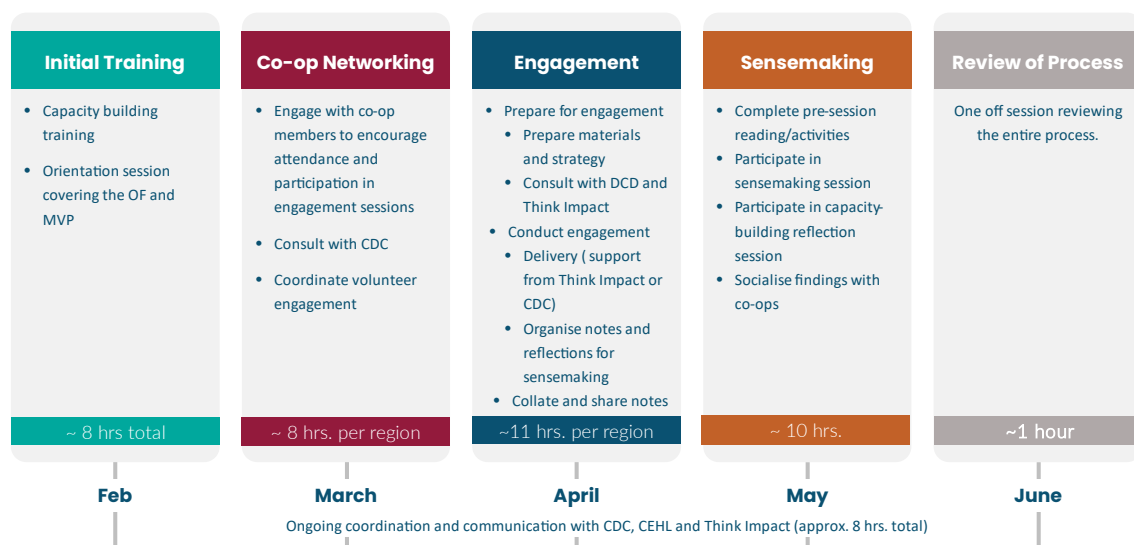 Initial Training
• Capacity building
training
• Orientation session
covering the OF and
MVP
~ 8 hrs total
Feb
Co-op Networking
• Engage with co-op
members to encourage
attendance and
participation in
engagement sessions
• Consult with CDC
• Coordinate volunteer
engagement
~ 8 hrs. per region
March
Engagement
• Prepare for engagement
• Prepare materials
and strategy
• Consult with DCD and
Think Impact
• Conduct engagement
• Delivery ( support
from Think Impact or
CDC)
• Organise notes and
reflections for
sensemaking
• Collate and share notes
~11 hrs. per region
April
Sensemaking
• Complete pre-session
reading/activities
• Participate in
sensemaking session
• Participate in capacity-
building reflection
session
• Socialise findings with
co-ops
~ 10 hrs.
May
Review of Process
One off session reviewing
the entire process.
~1 hour
June
Ongoing coordination and communication with CDC, CEHL and Think Impact (approx. 8 hrs. total)